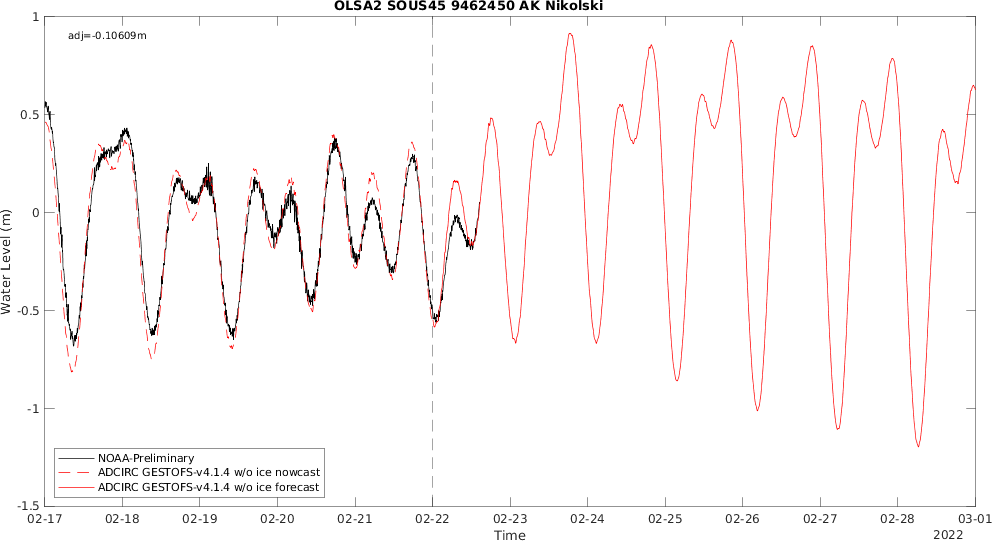 OLSA2 SOUS45 9462450 AK Nikolski
adj=-0.10609m
1
0.5
0
-0.5
-1
-1.5
Water Level (m)
NOAA-Preliminary
ADCIRC GESTOFS-v4.1.4 w/o ice nowcast
ADCIRC GESTOFS-v4.1.4 w/o ice forecast
02-17 02-18 02-19 02-20 02-21 02-22 02-23 02-24 02-25 02-26 02-27 02-28 03-01
Time
2022